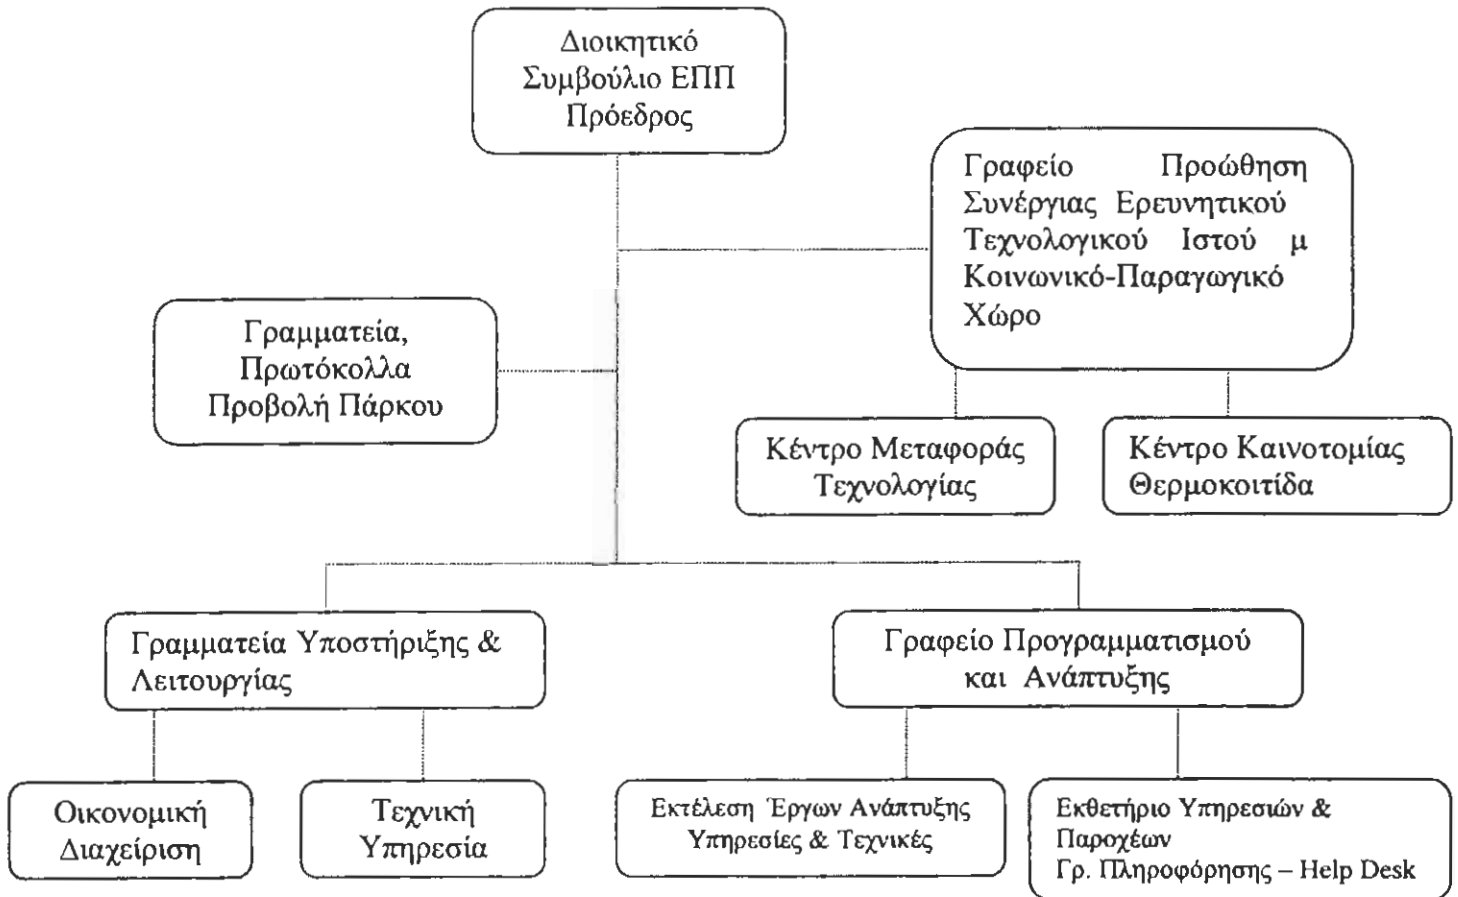 Διοικητικό
Συμβούλιο ΕΠΠ
Πρόεδρος
Γραφείο Προώθηση
Συνέργιας Ερευνητικού
Τεχνολογικού Ιστού μ
Κοινωνικό-Παραγωγικό
Χώρο
Γραμματεία,
Πρωτόκολλα
Προβολή Πάρκου
Κέντρο Μεταφοράς
Τεχνολογίας
Κέντρο Καινοτομίας
Θερμοκοιτίδα
Γραμματεία Υποστήριξης &
Λειτουργίας
Γραφείο Προγραμματισμού
και Ανάπτυξης
Οικονομική
Διαχείριση
Τεχνική
Υπηρεσία
Εκτέλεση Έργων Ανάπτυξης
Υπηρεσίες & Τεχνικές
Εκθετήριο Υπηρεσιών &
Παροχέων
Γρ. Πληροφόρησης – Help Desk